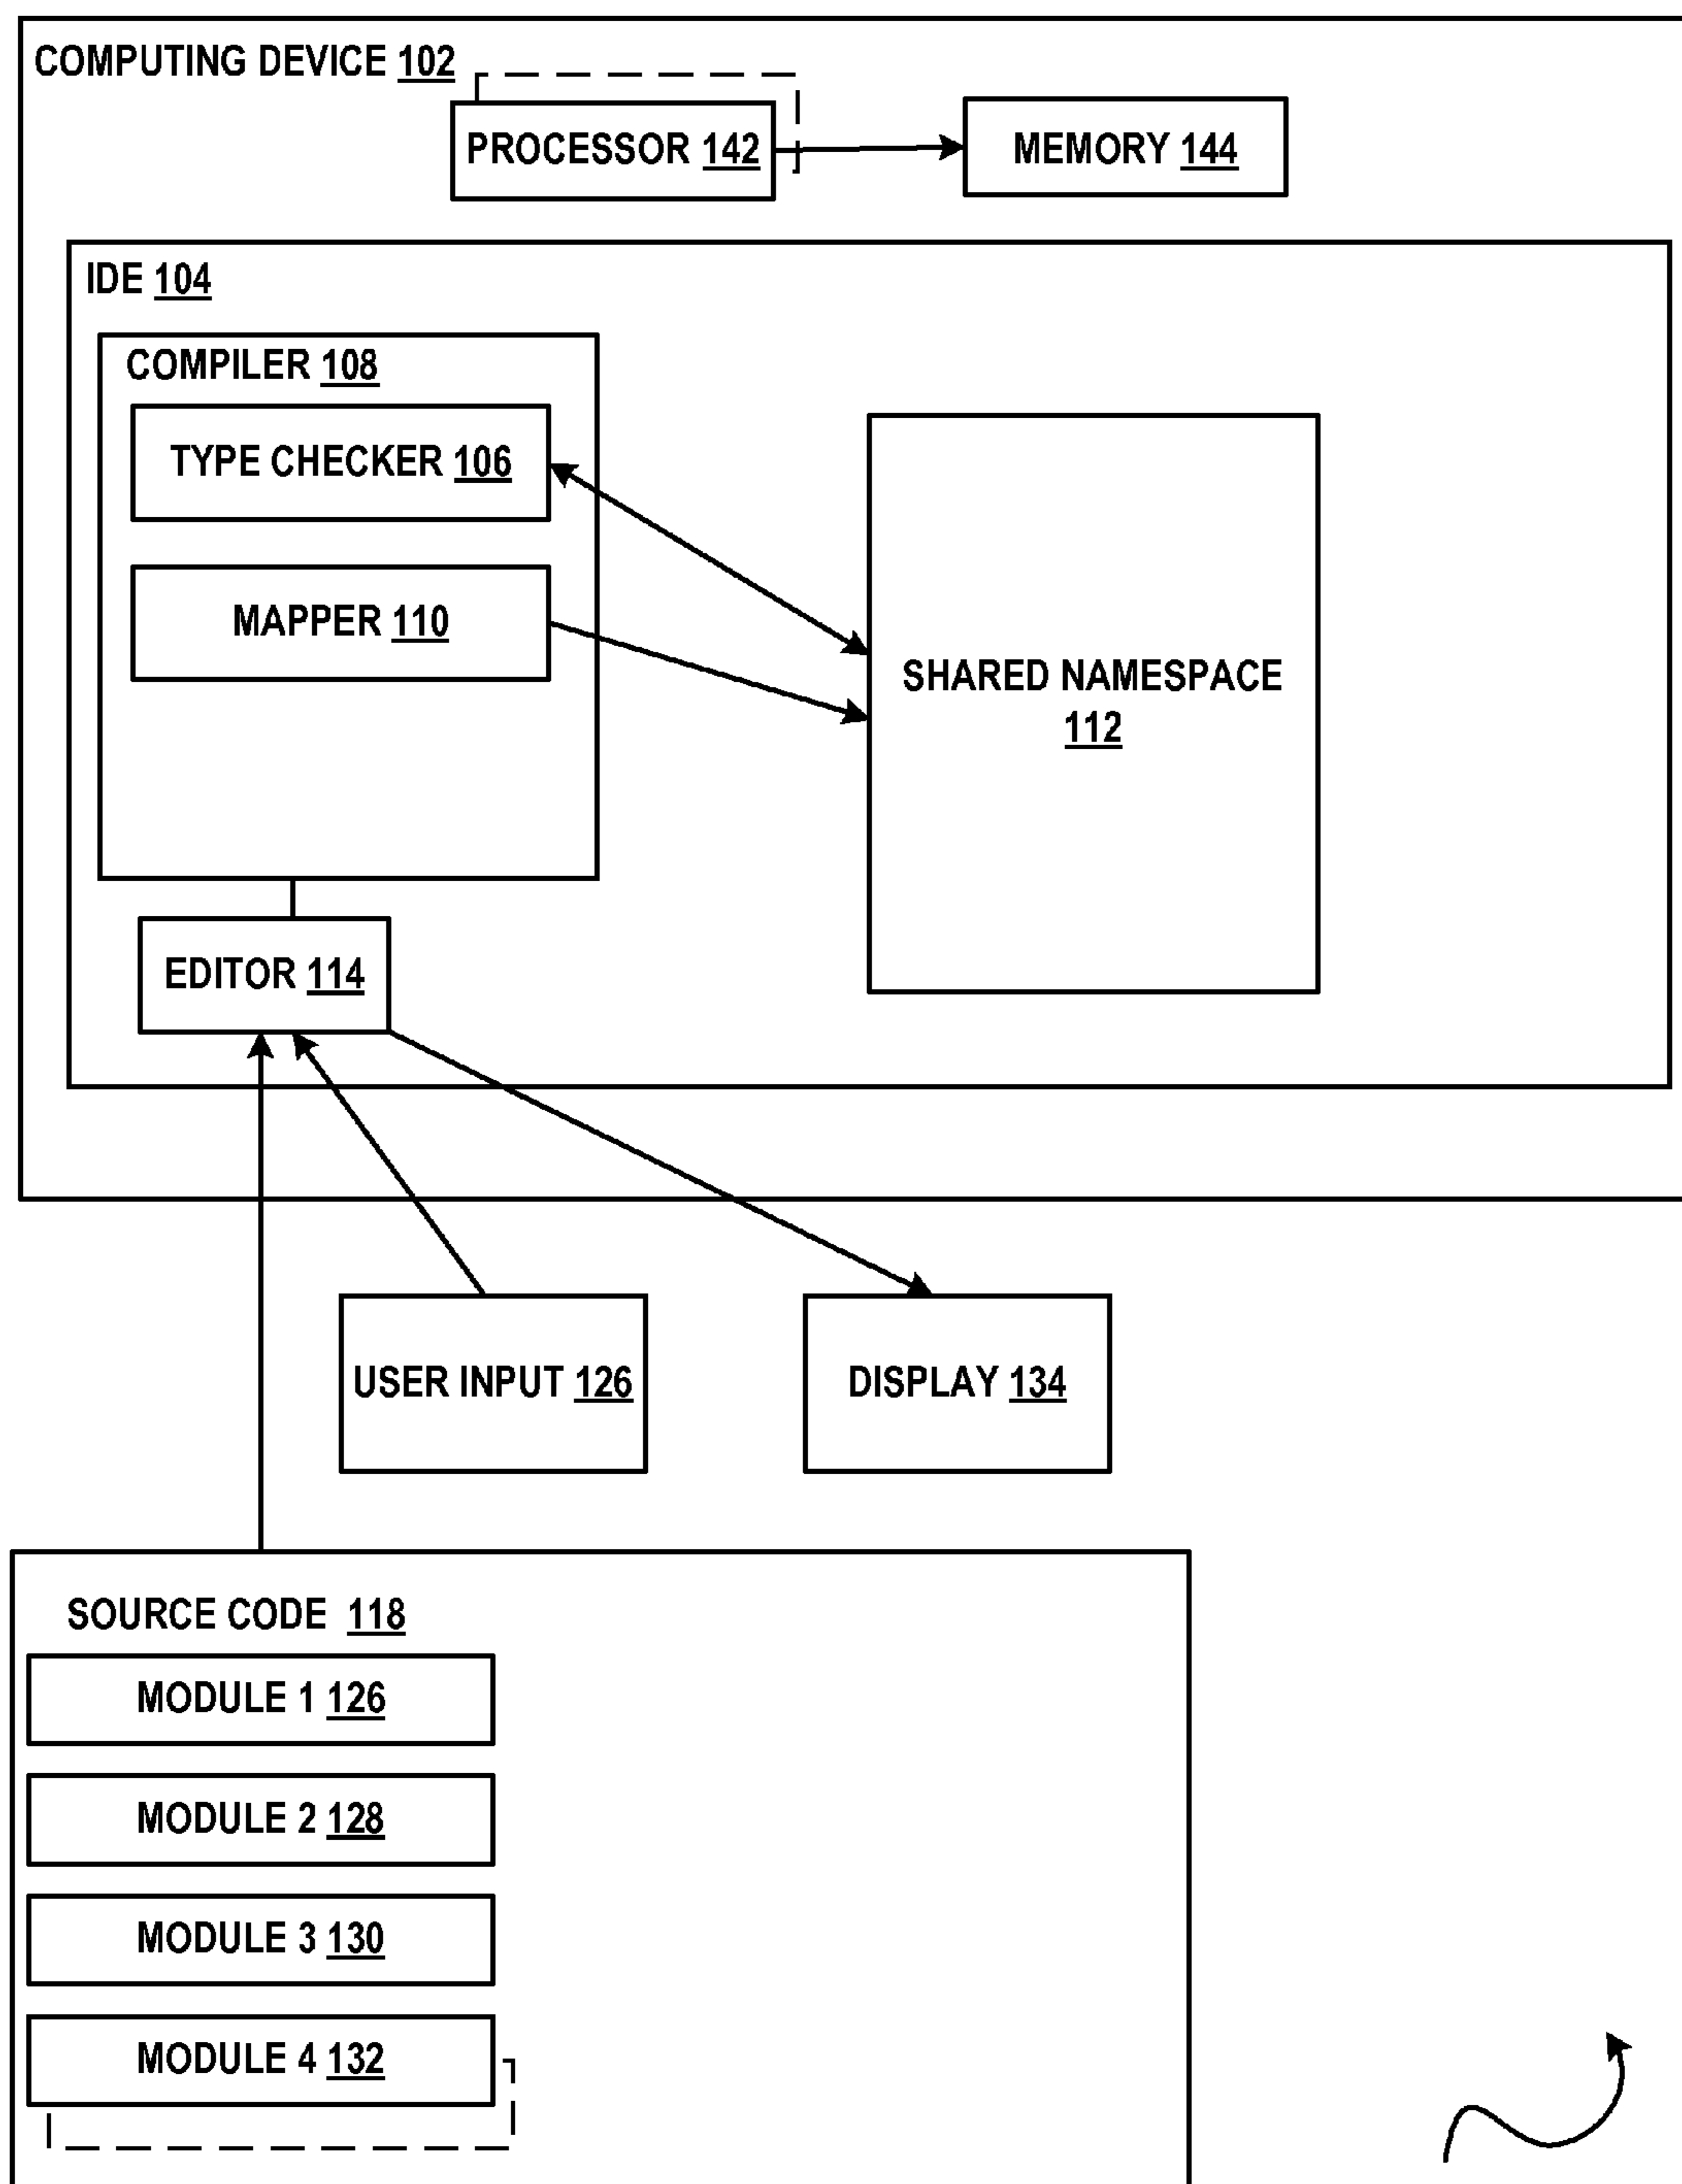 COMPUTING DEVICE 102
PROCESSOR 142
MEMORY 144
IDE 104
COMPILER 108
TYPE CHECKER 106
MAPPER 110
SHARED NAMESPACE
112
EDITOR 114
USER INPUT 126
DISPLAY 134
SOURCE CODE 118
MODULE 1 126
MODULE 2 128
MODULE 3 130
MODULE 4 132